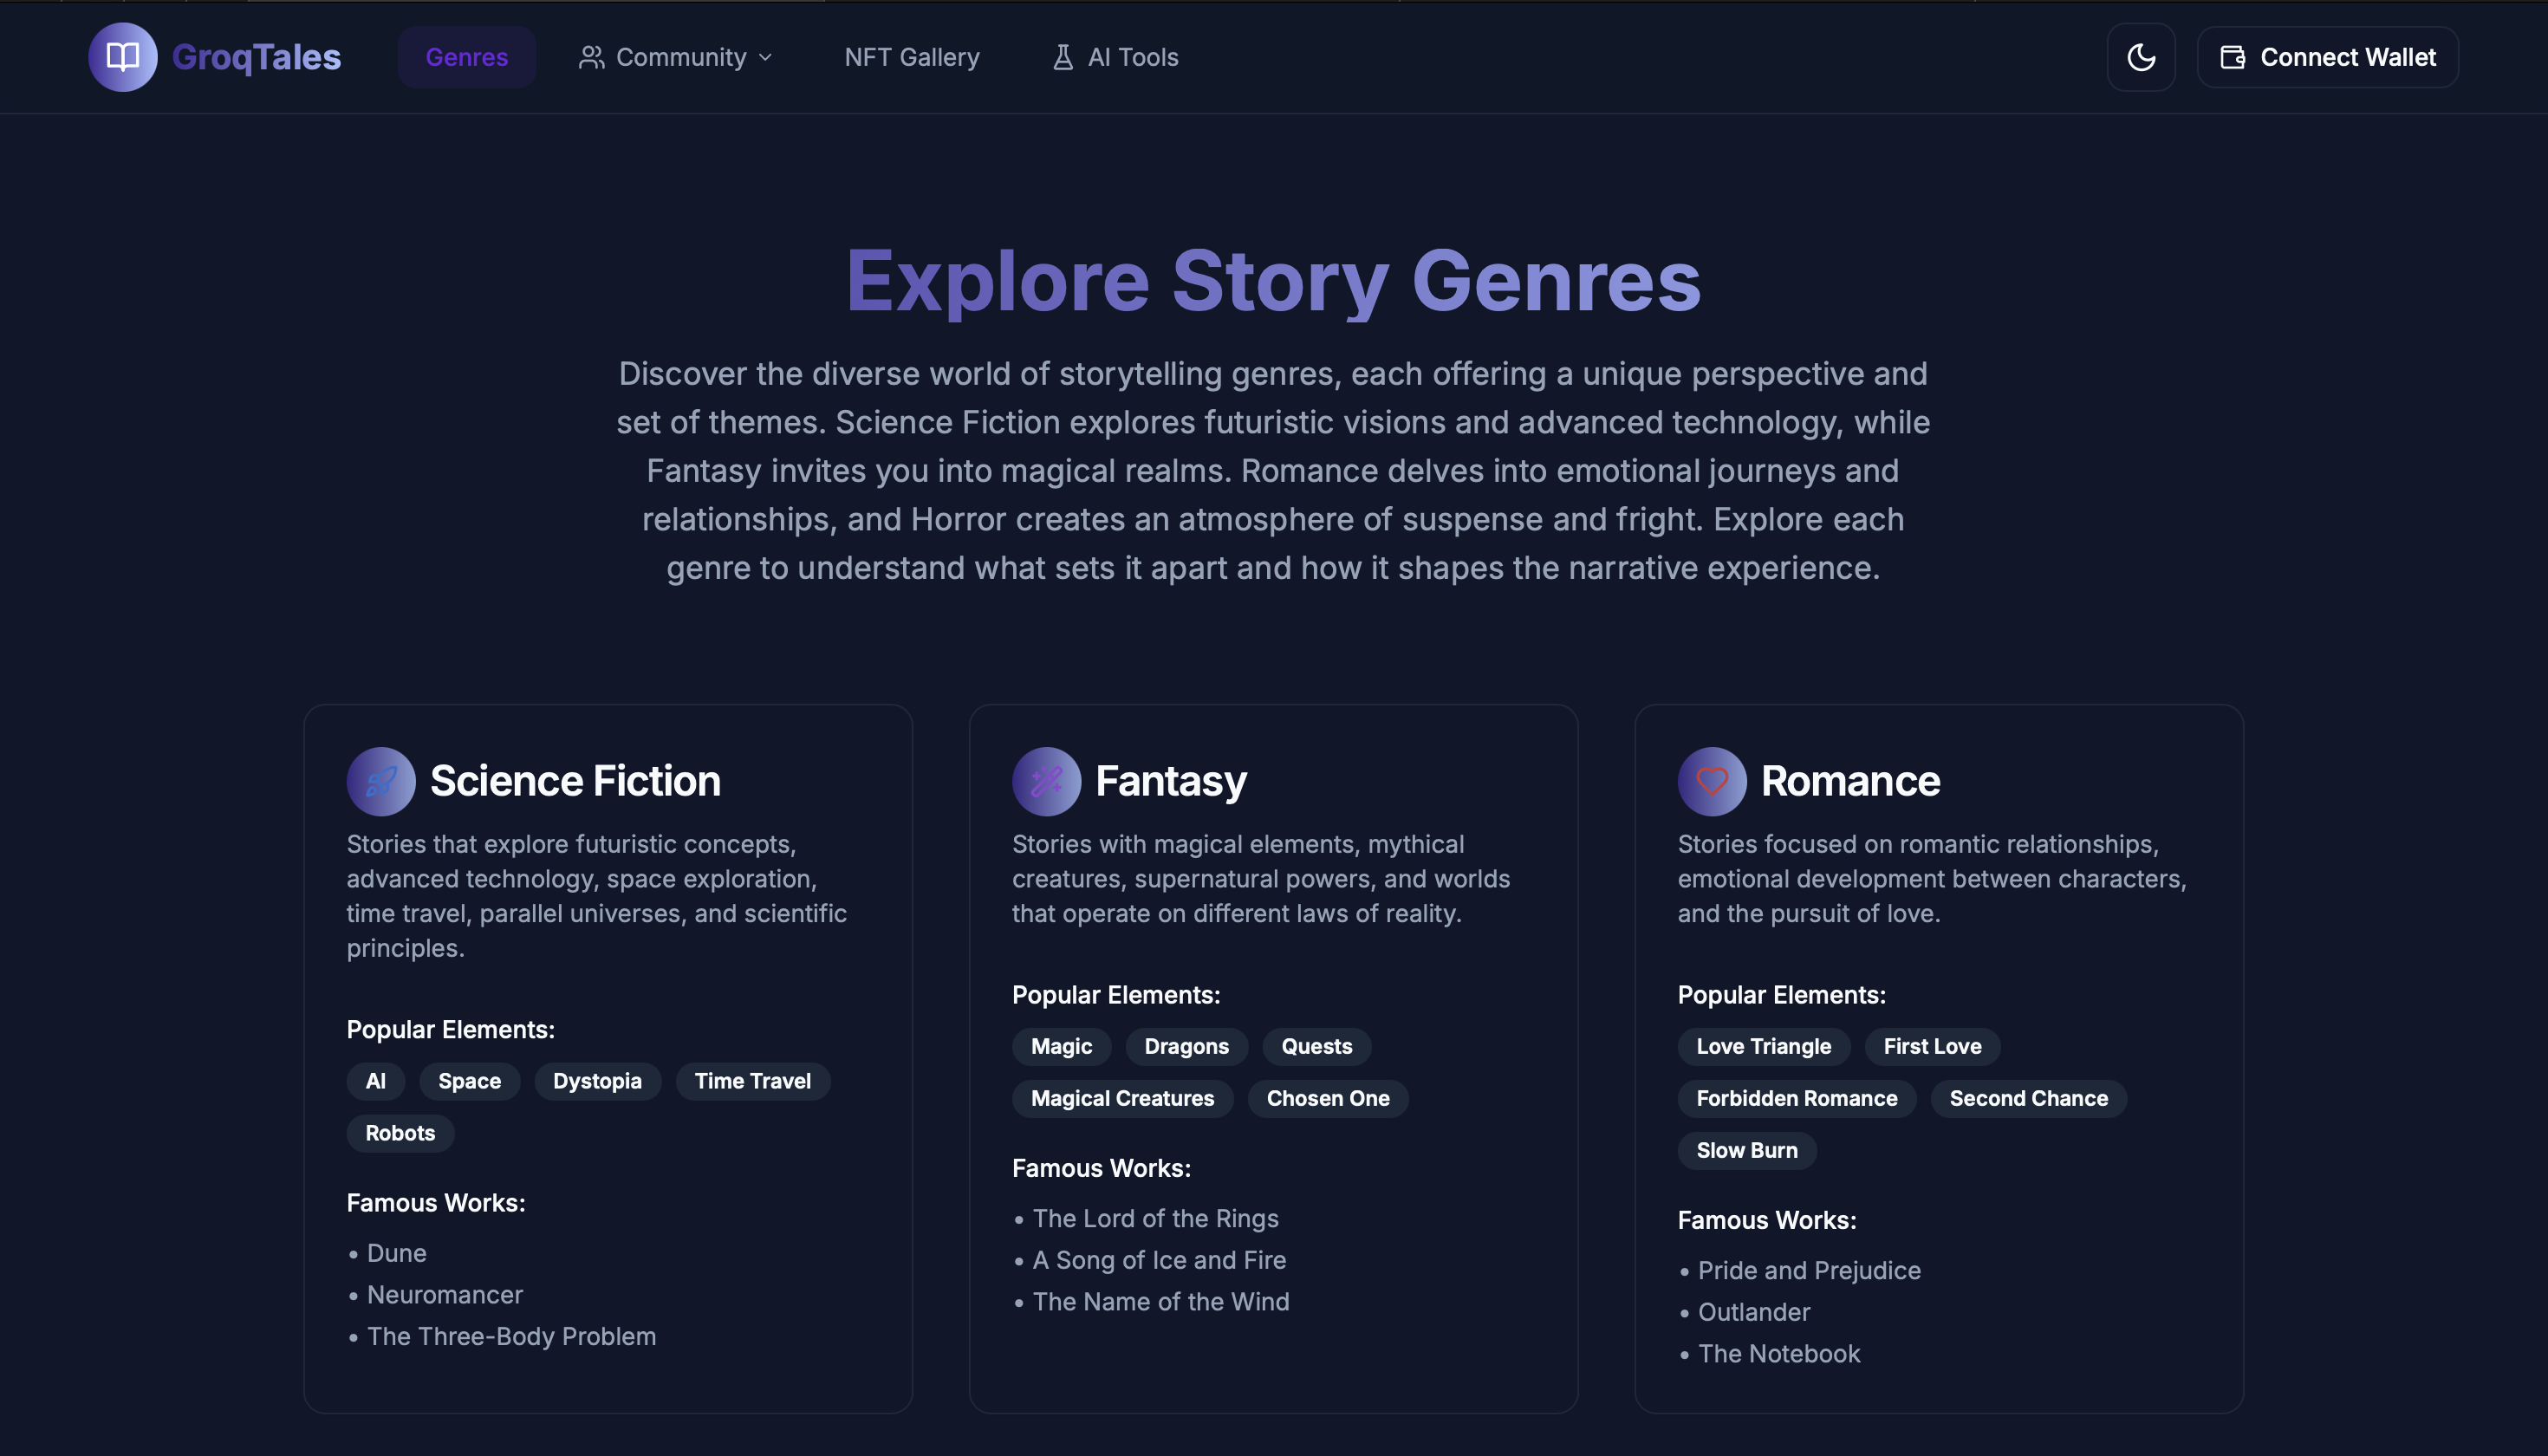 GroqTales
Genres
Community
NFT Gallery
AI Tools
Connect Wallet
Explore Story Genres
Discover the diverse world of storytelling genres, each offering a unique perspective and
set of themes. Science Fiction explores futuristic visions and advanced technology, while
Fantasy invites you into magical realms. Romance delves into emotional journeys and
relationships, and Horror creates an atmosphere of suspense and fright. Explore each
genre to understand what sets it apart and how it shapes the narrative experience.
Science Fiction
Stories that explore futuristic concepts,
advanced technology, space exploration,
time travel, parallel universes, and scientific
principles.
Popular Elements:
AI Space Dystopia Time Travel
Robots
Famous Works:
• Dune
• Neuromancer
• The Three-Body Problem
Fantasy
Stories with magical elements, mythical
creatures, supernatural powers, and worlds
that operate on different laws of reality.
Popular Elements:
Magic Dragons Quests
Magical Creatures Chosen One
Famous Works:
• The Lord of the Rings
• A Song of Ice and Fire
• The Name of the Wind
Romance
Stories focused on romantic relationships,
emotional development between characters,
and the pursuit of love.
Popular Elements:
Love Triangle First Love
Forbidden Romance Second Chance
Slow Burn
Famous Works:
• Pride and Prejudice
• Outlander
• The Notebook